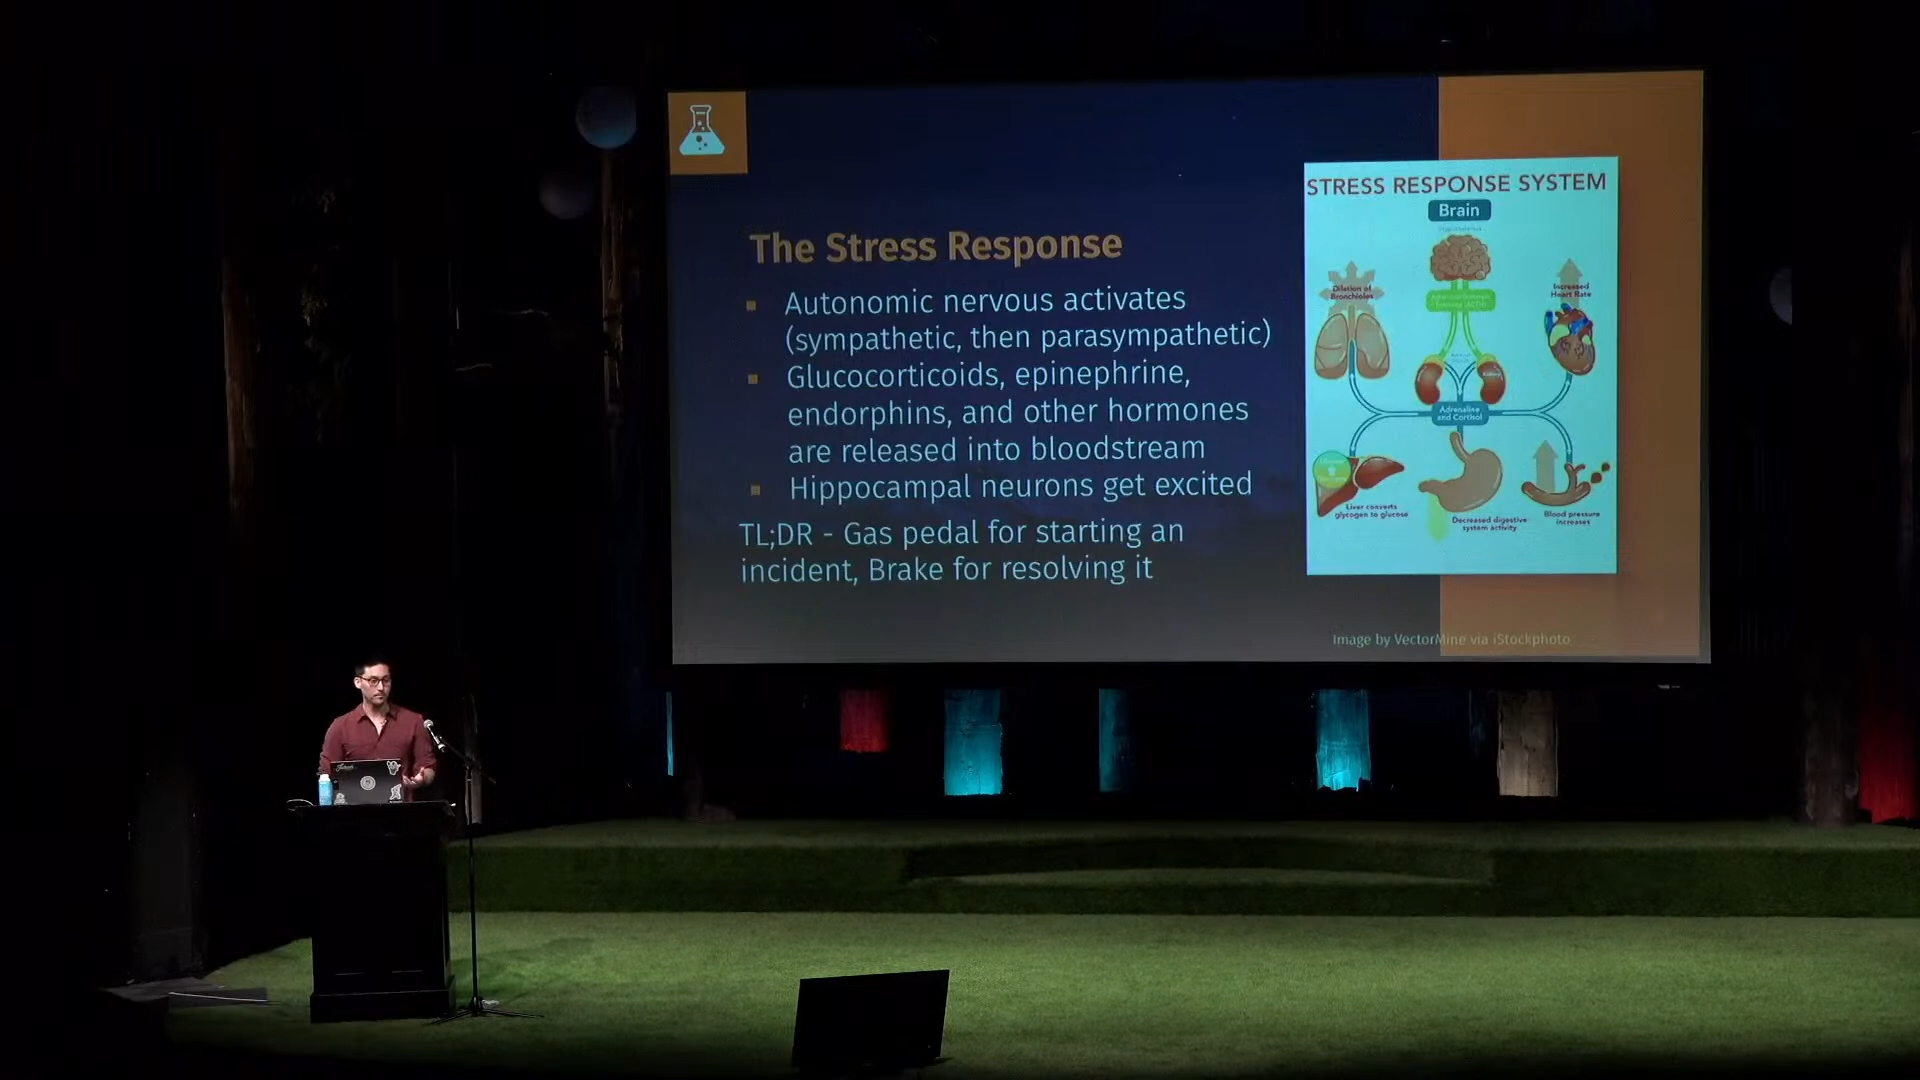 The Stress Response
Autonomic nervous activates
(sympathetic, then parasympathetic)
Glucocorticoids, epinephrine,
endorphins, and other hormones
are released into bloodstream
Hippocampal neurons get excited
TL;DR - Gas pedal for starting an
incident, Brake for resolving it
STRESS RESPONSE SYSTEM
Brain
Dilation of
Bronchioles
Increased
Heart Rate
Adrenaline
and Cortisol
Liver converts
glycogen to glucose
Decreased digestive
system activity
Blood pressure
increases
Image by VectorMine via iStockphoto